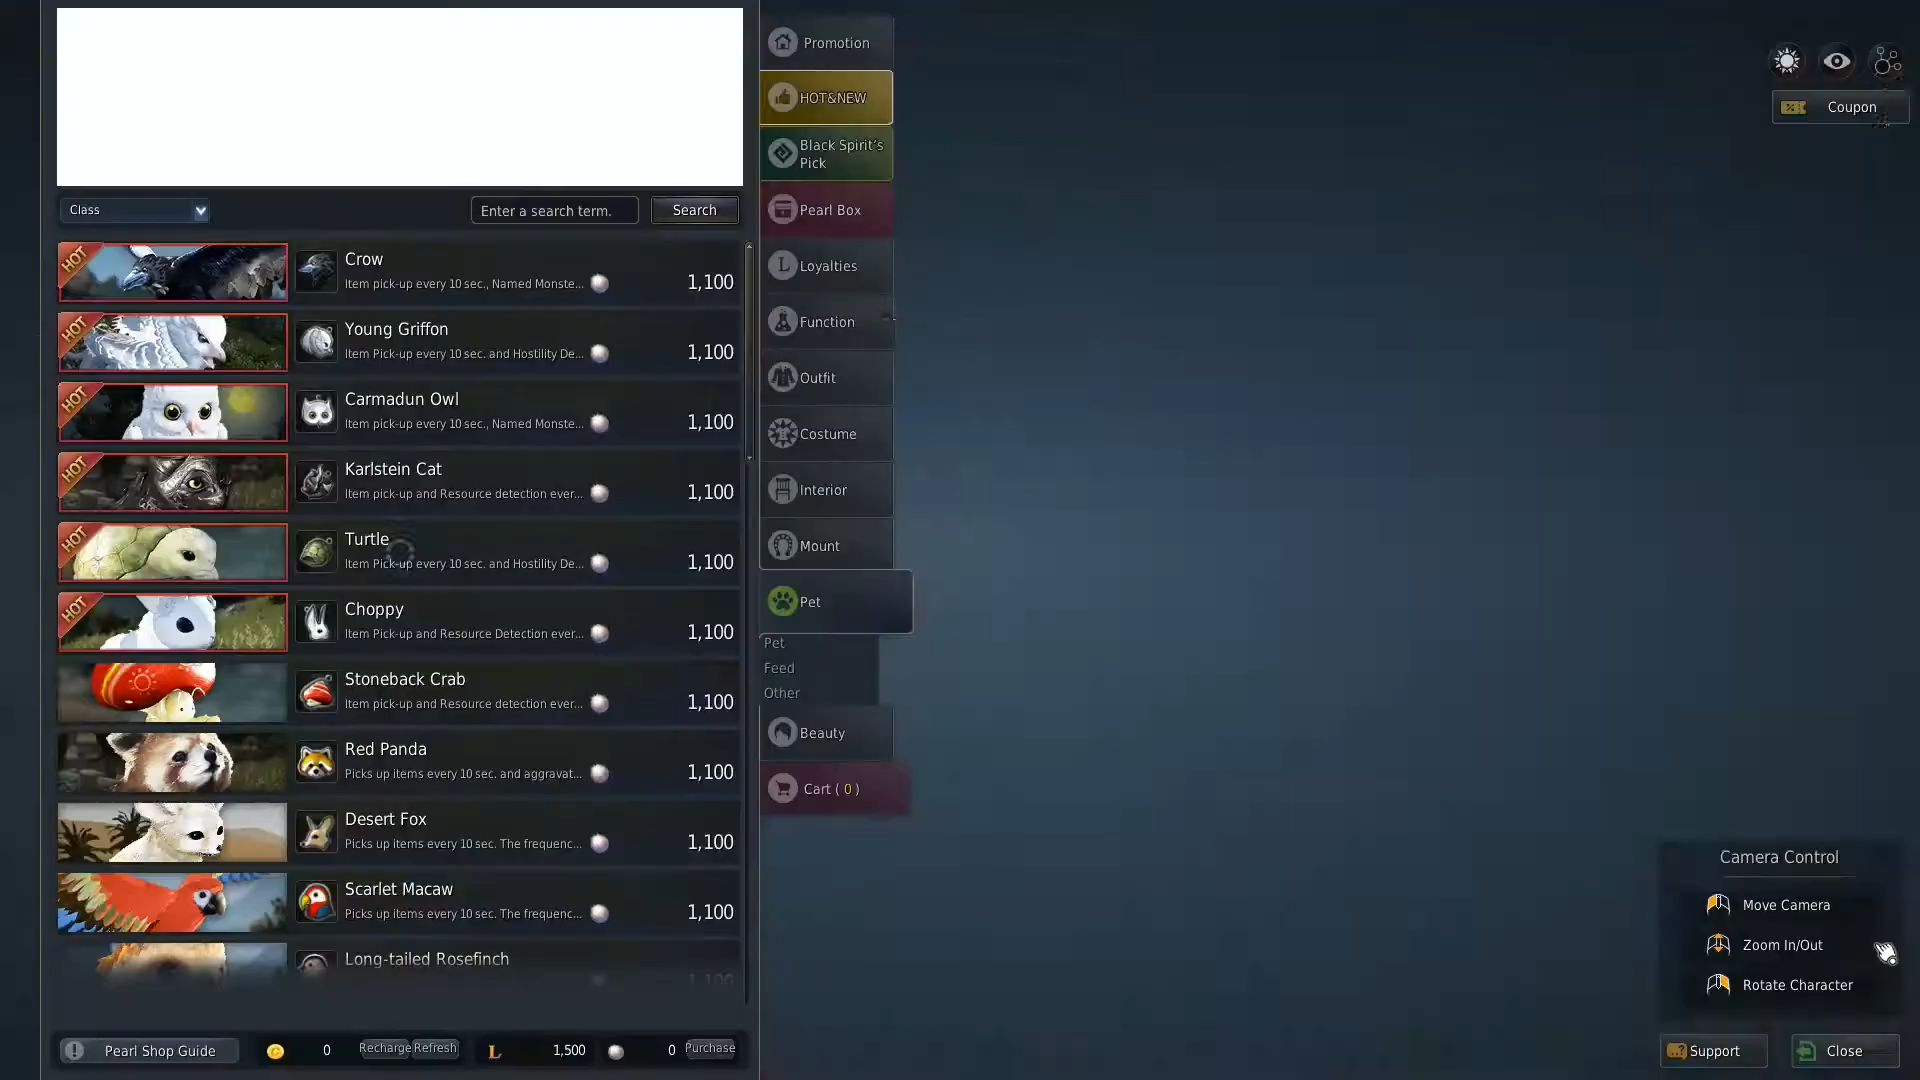 Class
Enter a search term.
Search
HOT
Crow
Item pick-up every 10 sec., Named Monste...
1,100
HOT
Young Griffon
Item Pick-up every 10 sec. and Hostility De...
1,100
HOT
Carmadun Owl
Item pick-up every 10 sec., Named Monste...
1,100
HOT
Karlstein Cat
Item pick-up and Resource detection ever...
1,100
HOT
Turtle
Item Pick-up every 10 sec. and Hostility De...
1,100
HOT
Choppy
Item Pick-up and Resource Detection ever...
1,100
Stoneback Crab
Item pick-up and Resource detection ever...
1,100
Red Panda
Picks up items every 10 sec. and aggravat...
1,100
Desert Fox
Picks up items every 10 sec. The frequenc...
1,100
Scarlet Macaw
Picks up items every 10 sec. The frequenc...
1,100
Long-tailed Rosefinch
1,100
Pearl Shop Guide
0
Recharge
Refresh
L
1,500
0
Purchase
Promotion
HOT&NEW
Black Spirit's
Pick
Pearl Box
L
Loyalties
Function
Outfit
Costume
Interior
Mount
Pet
Pet
Feed
Other
Beauty
Cart ( 0 )
Coupon
Camera Control
Move Camera
Zoom In/Out
Rotate Character
Support
Close